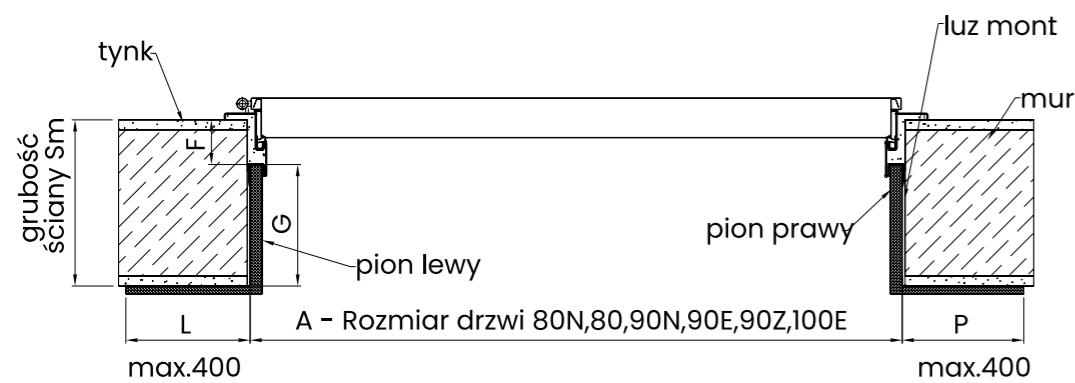 luz mont
tynk
mur
grubość
ściany Sm
F
G
pion prawy
pion lewy
L
A - Rozmiar drzwi 80N,80,90N,90E,90Z,100E
P
max.400
max.400